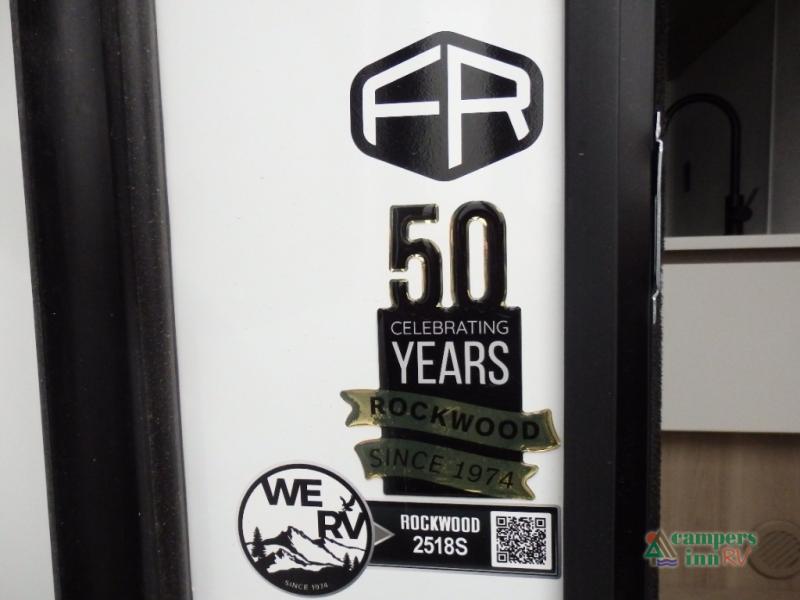 FR
50
CELEBRATING
YEARS
ROCKWOOD
SINCE 1974
WE
RV
SINCE 1974
ROCKWOOD
2518S
campers
inn RV